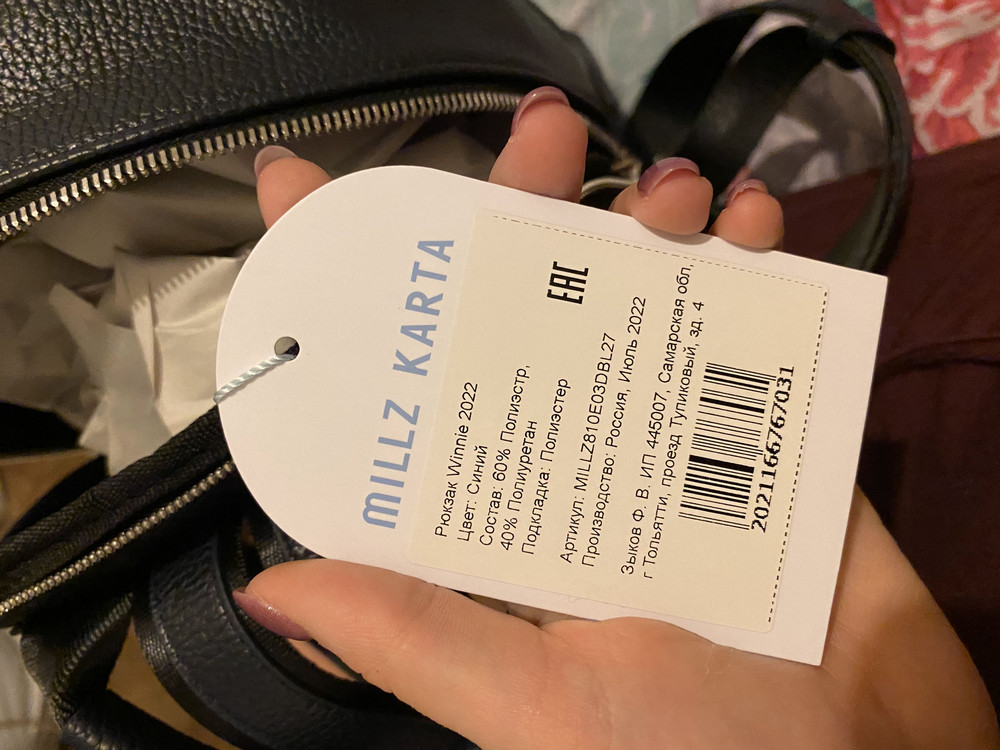 MILLZ KARTA
EAC
Рюкзак Winnie 2022
Цвет: Синий
Состав: 60% Полиэстр,
40% Полиуретан
Подкладка: Полиэстер
Артикул: MILLZ810E03DBL27
Производство: Россия, Июль 2022
Зыков Ф. В. ИП 445007, Самарская обл,
г Тольятти, проезд Тупиковый, зд. 4
2021166767031